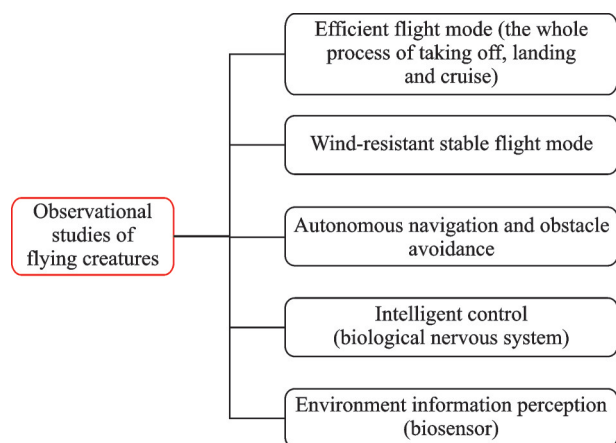 Efficient flight mode (the whole
process of taking off, landing
and cruise)
Wind-resistant stable flight mode
Observational
studies of
flying creatures
Autonomous navigation and obstacle
avoidance
Intelligent control
(biological nervous system)
Environment information perception
(biosensor)